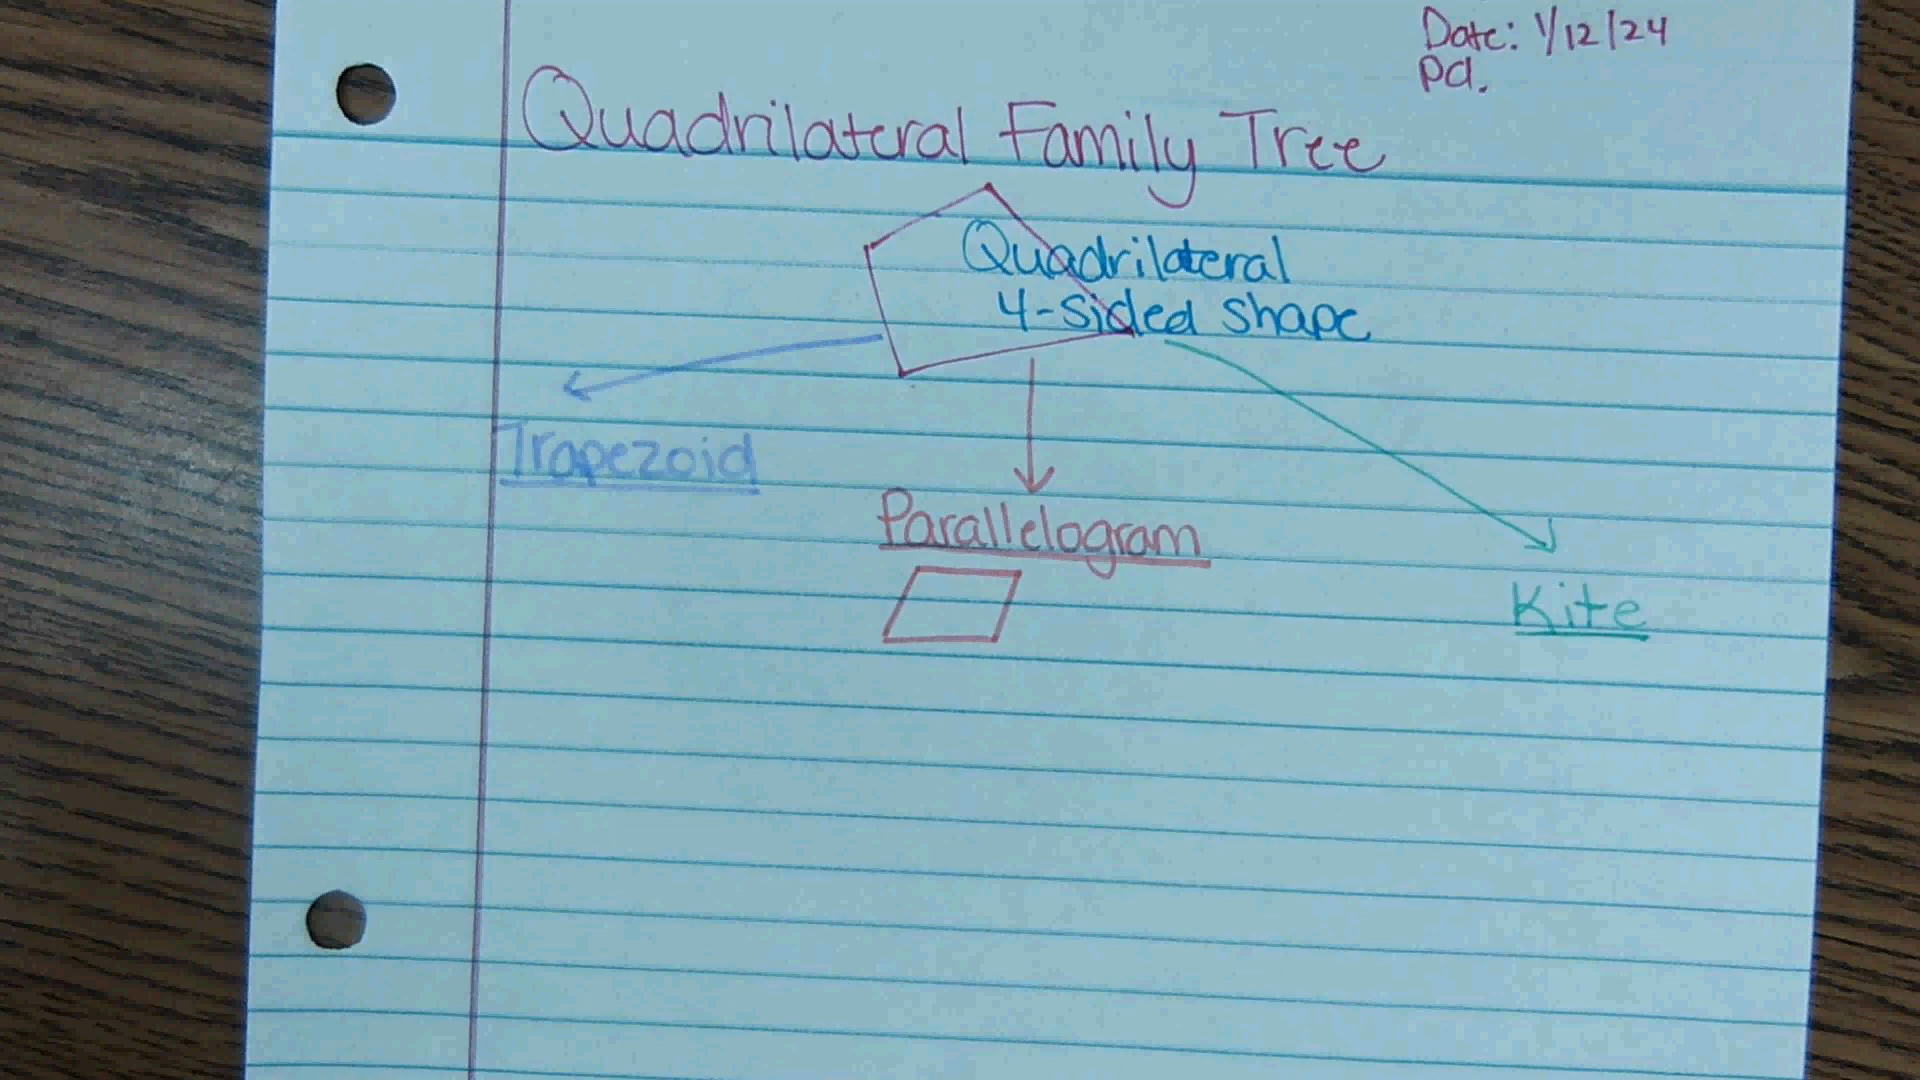 Date: 1/12/24
Pd.
Quadrilateral Family Tree
Quadrilateral
4-sided shape
Trapezoid
Parallelogram
Kite